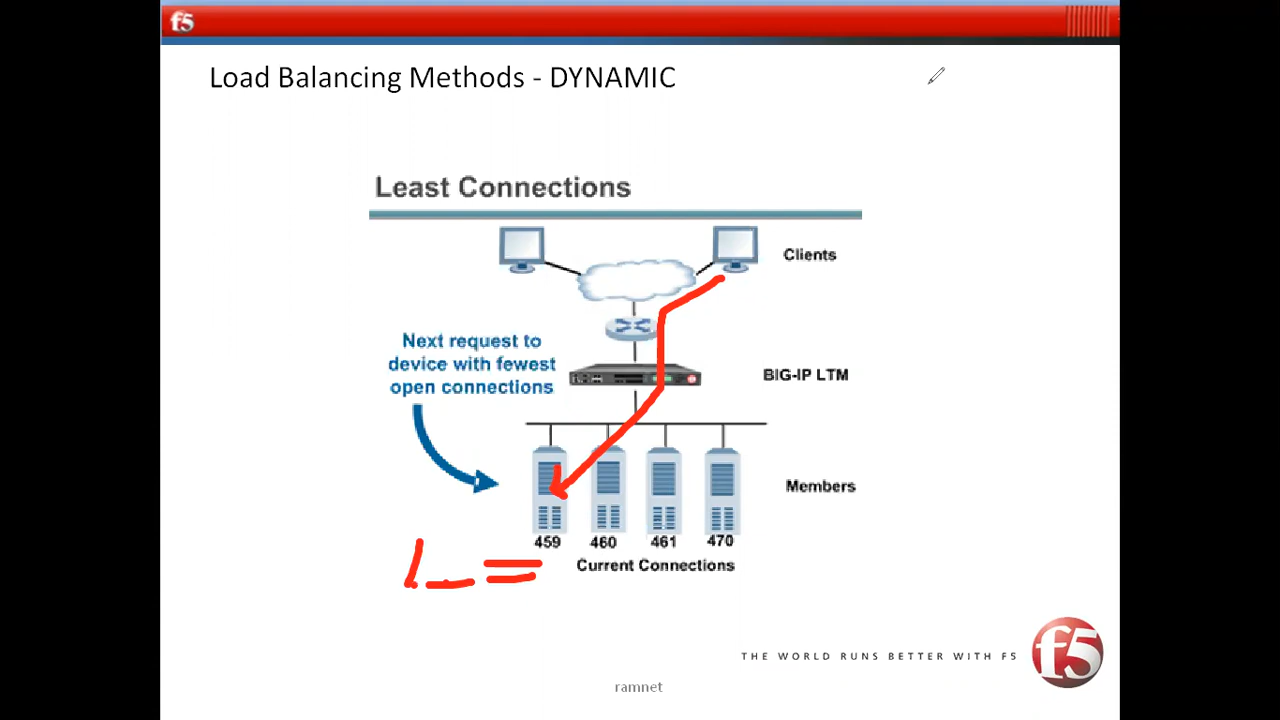 f5
Load Balancing Methods - DYNAMIC
Least Connections
Clients
Next request to
device with fewest
open connections
BIG-IP LTM
Members
459 460 461 470
Current Connections
L =
THE WORLD RUNS BETTER WITH F5
f5
ramnet